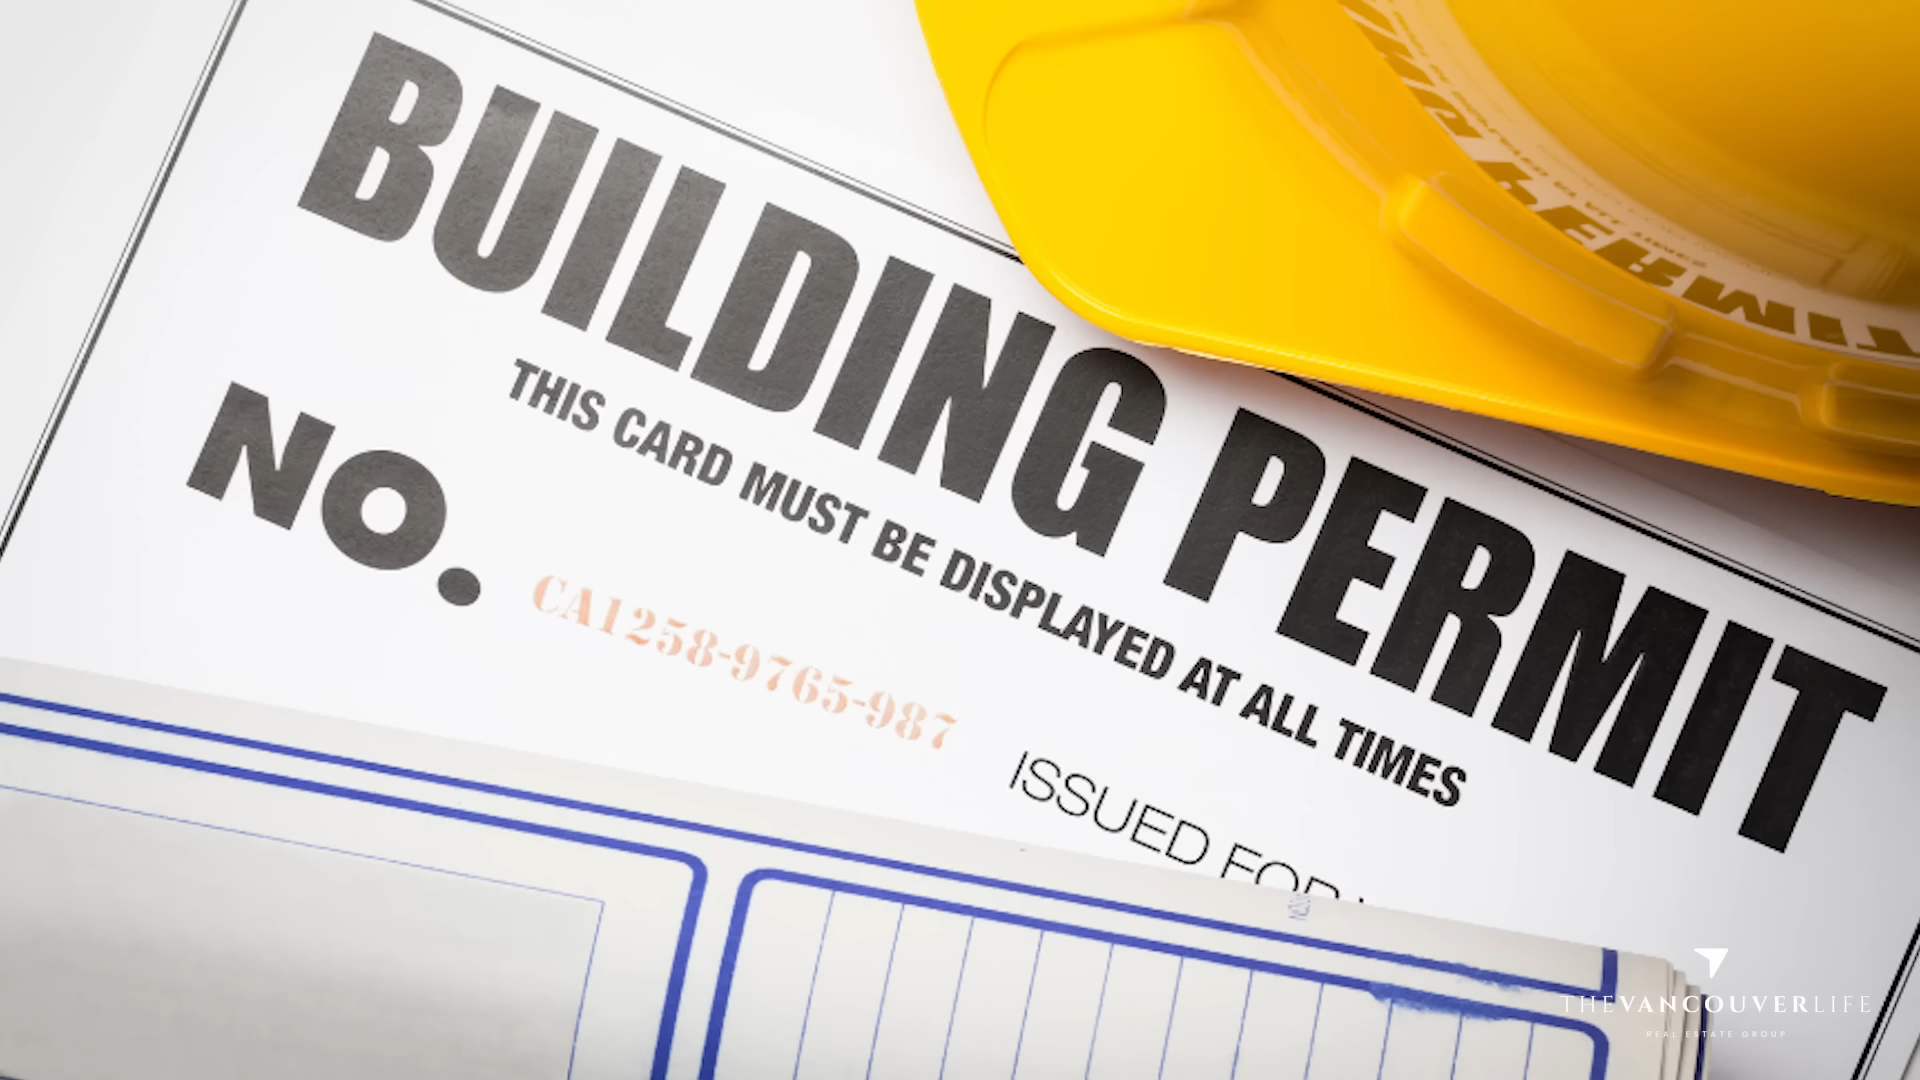 BUILDING PERMIT
THIS CARD MUST BE DISPLAYED AT ALL TIMES
NO. CA1258-9765-987
ISSUED FOR
THEVANCOUVERLIFE
REAL ESTATE GROUP